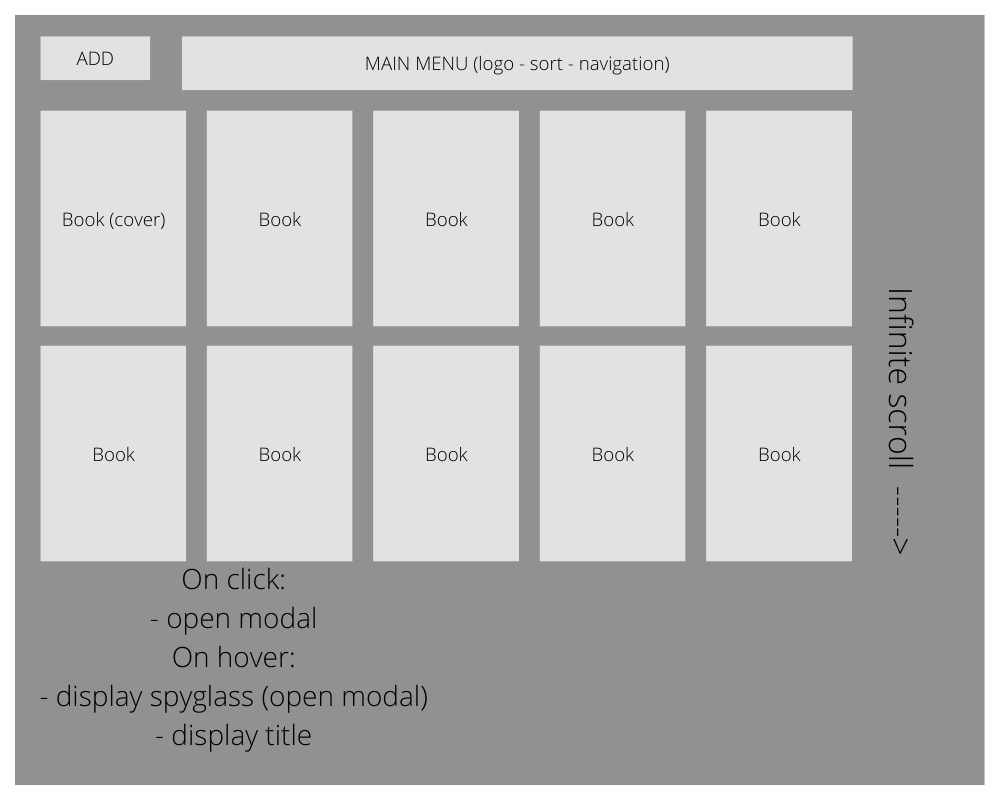 ADD
MAIN MENU (logo - sort - navigation)
Book (cover)
Book
Book
Book
Book
Book
Book
Book
Book
Book
Infinite scroll ----->
On click:
- open modal
On hover:
- display spyglass (open modal)
- display title